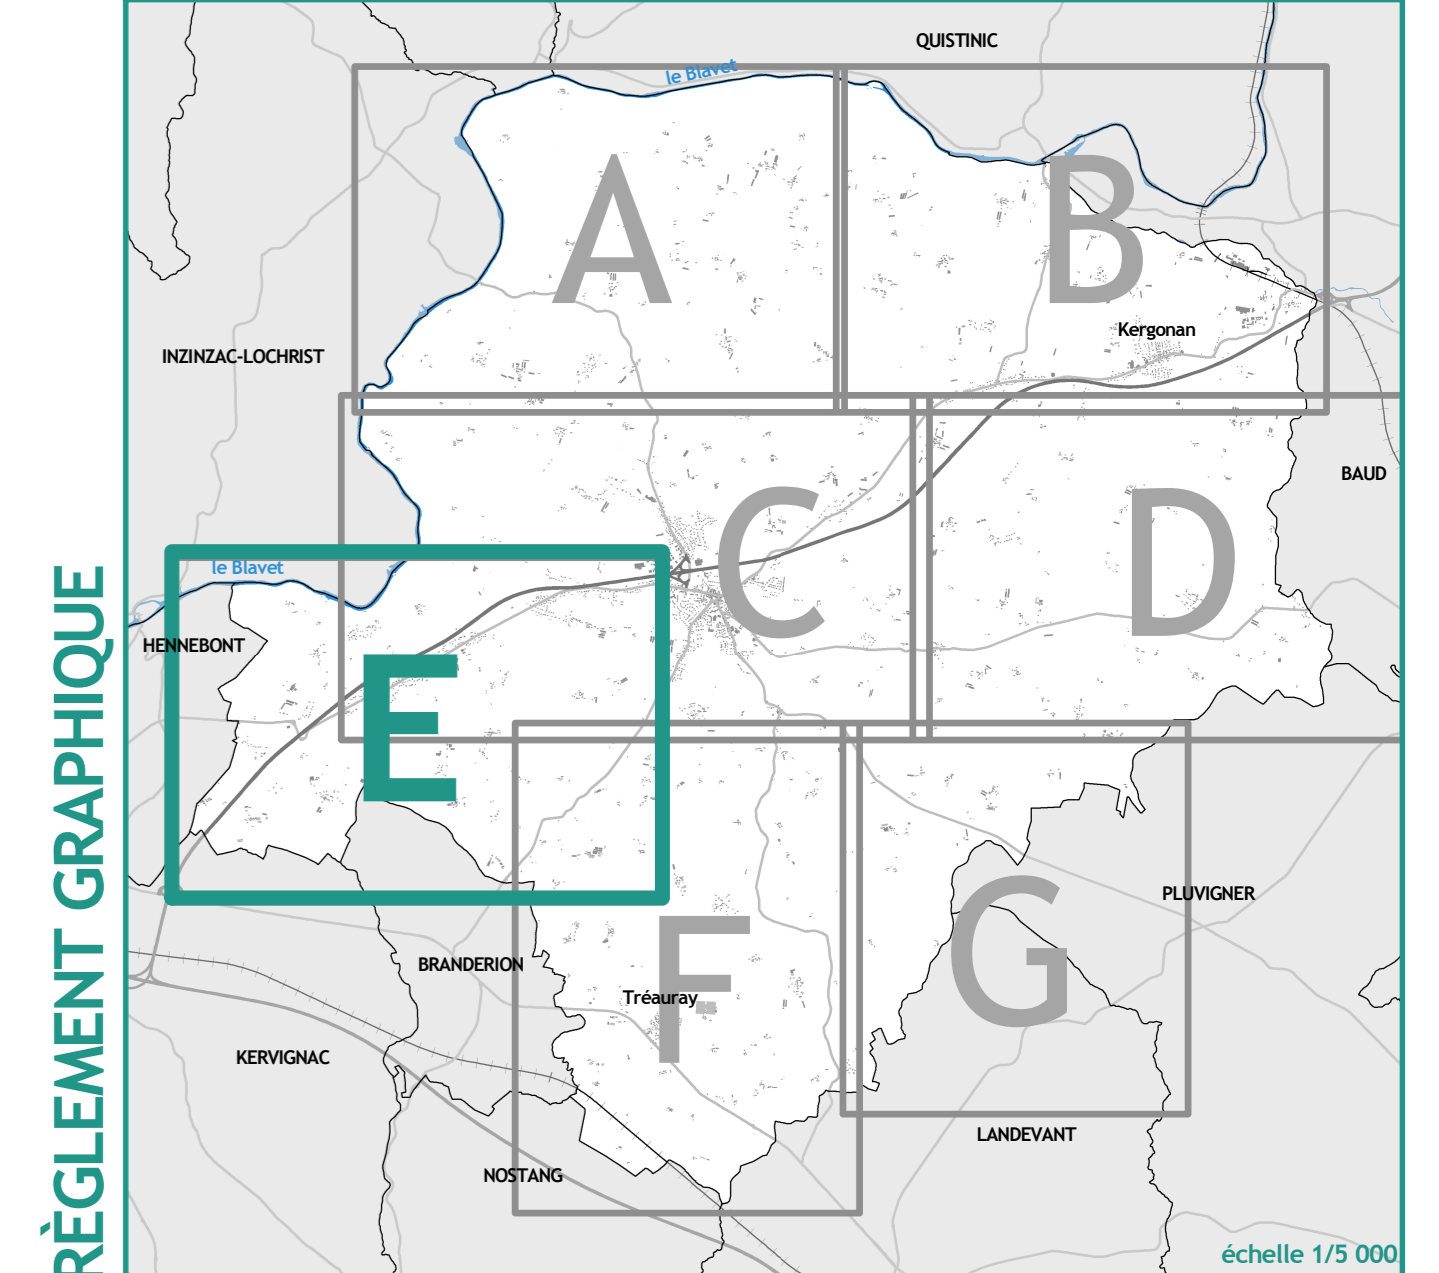 RÈGLEMENT GRAPHIQUE
QUISTINIC
le Blavet
A
B
Kergonan
INZINZAC-LOCHRIST
BAUD
C
D
le Blavet
HENNEBONT
E
PLUVIGNER
G
BRANDERION
F
Tréauray
KERVIGNAC
LANDEVANT
NOSTANG
échelle 1/5 000